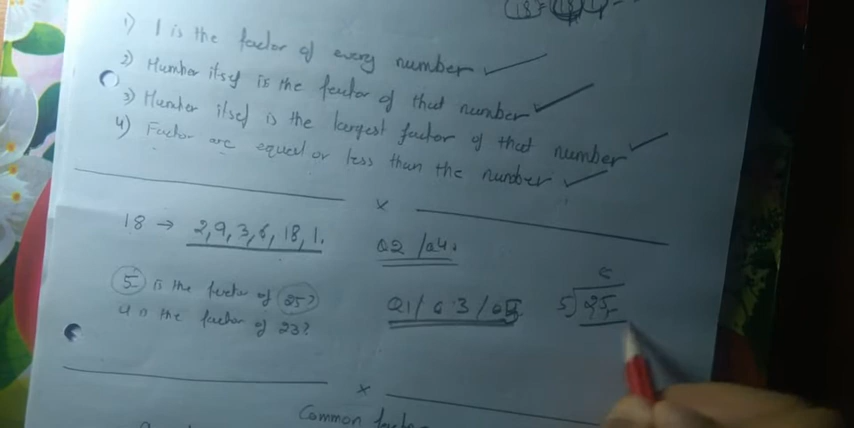 1) 1 is the factor of every number ✓
2) Number itself is the factor of that number ✓
3) Number itself is the largest factor of that number ✓
4) Factor are equal or less than the number ✓
x
18 → 2, 9, 3, 6, 18, 1. Q2 / Q4.
5 is the factor of 25? Q1 / Q3 / Q5
4 is the factor of 23?
5
5)25
x
Common